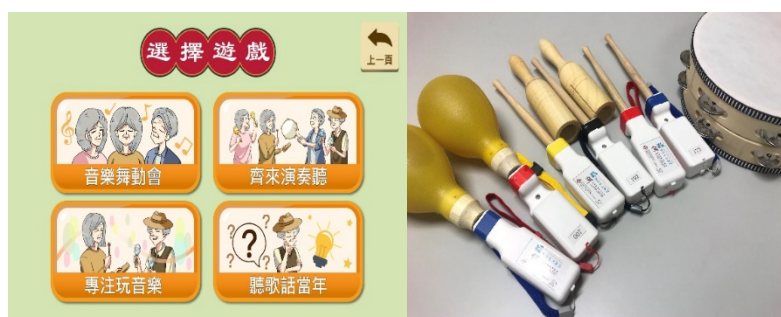 選擇遊戲
上一頁
音樂舞動會
齊來演奏聽
專注玩音樂
聽歌話當年